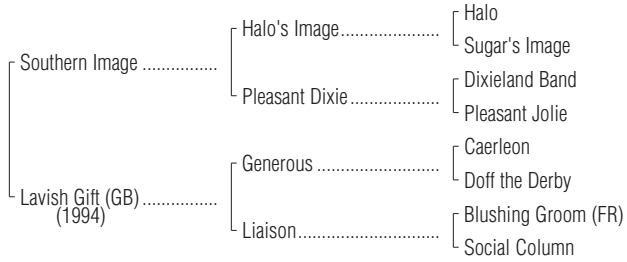 Halo
Halo's Image....................
Sugar's Image
Southern Image ...............
Dixieland Band
Pleasant Dixie ..................
Pleasant Jolie
Caerleon
Generous .........................
Doff the Derby
Lavish Gift (GB) ...............
(1994)
Blushing Groom (FR)
Liaison.............................
Social Column